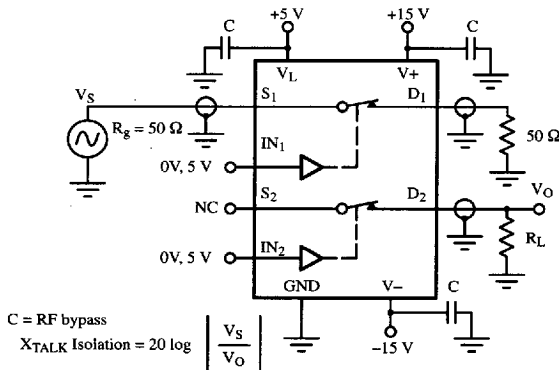 +5 V
+15 V
C
C
V_L
V+
V_S
S_1
D_1
R_g = 50 Ω
50 Ω
IN_1
0V, 5 V
S_2
D_2
V_O
NC
R_L
IN_2
0V, 5 V
GND
V−
C
C = RF bypass
X_TALK Isolation = 20 log | V_S / V_O |
−15 V